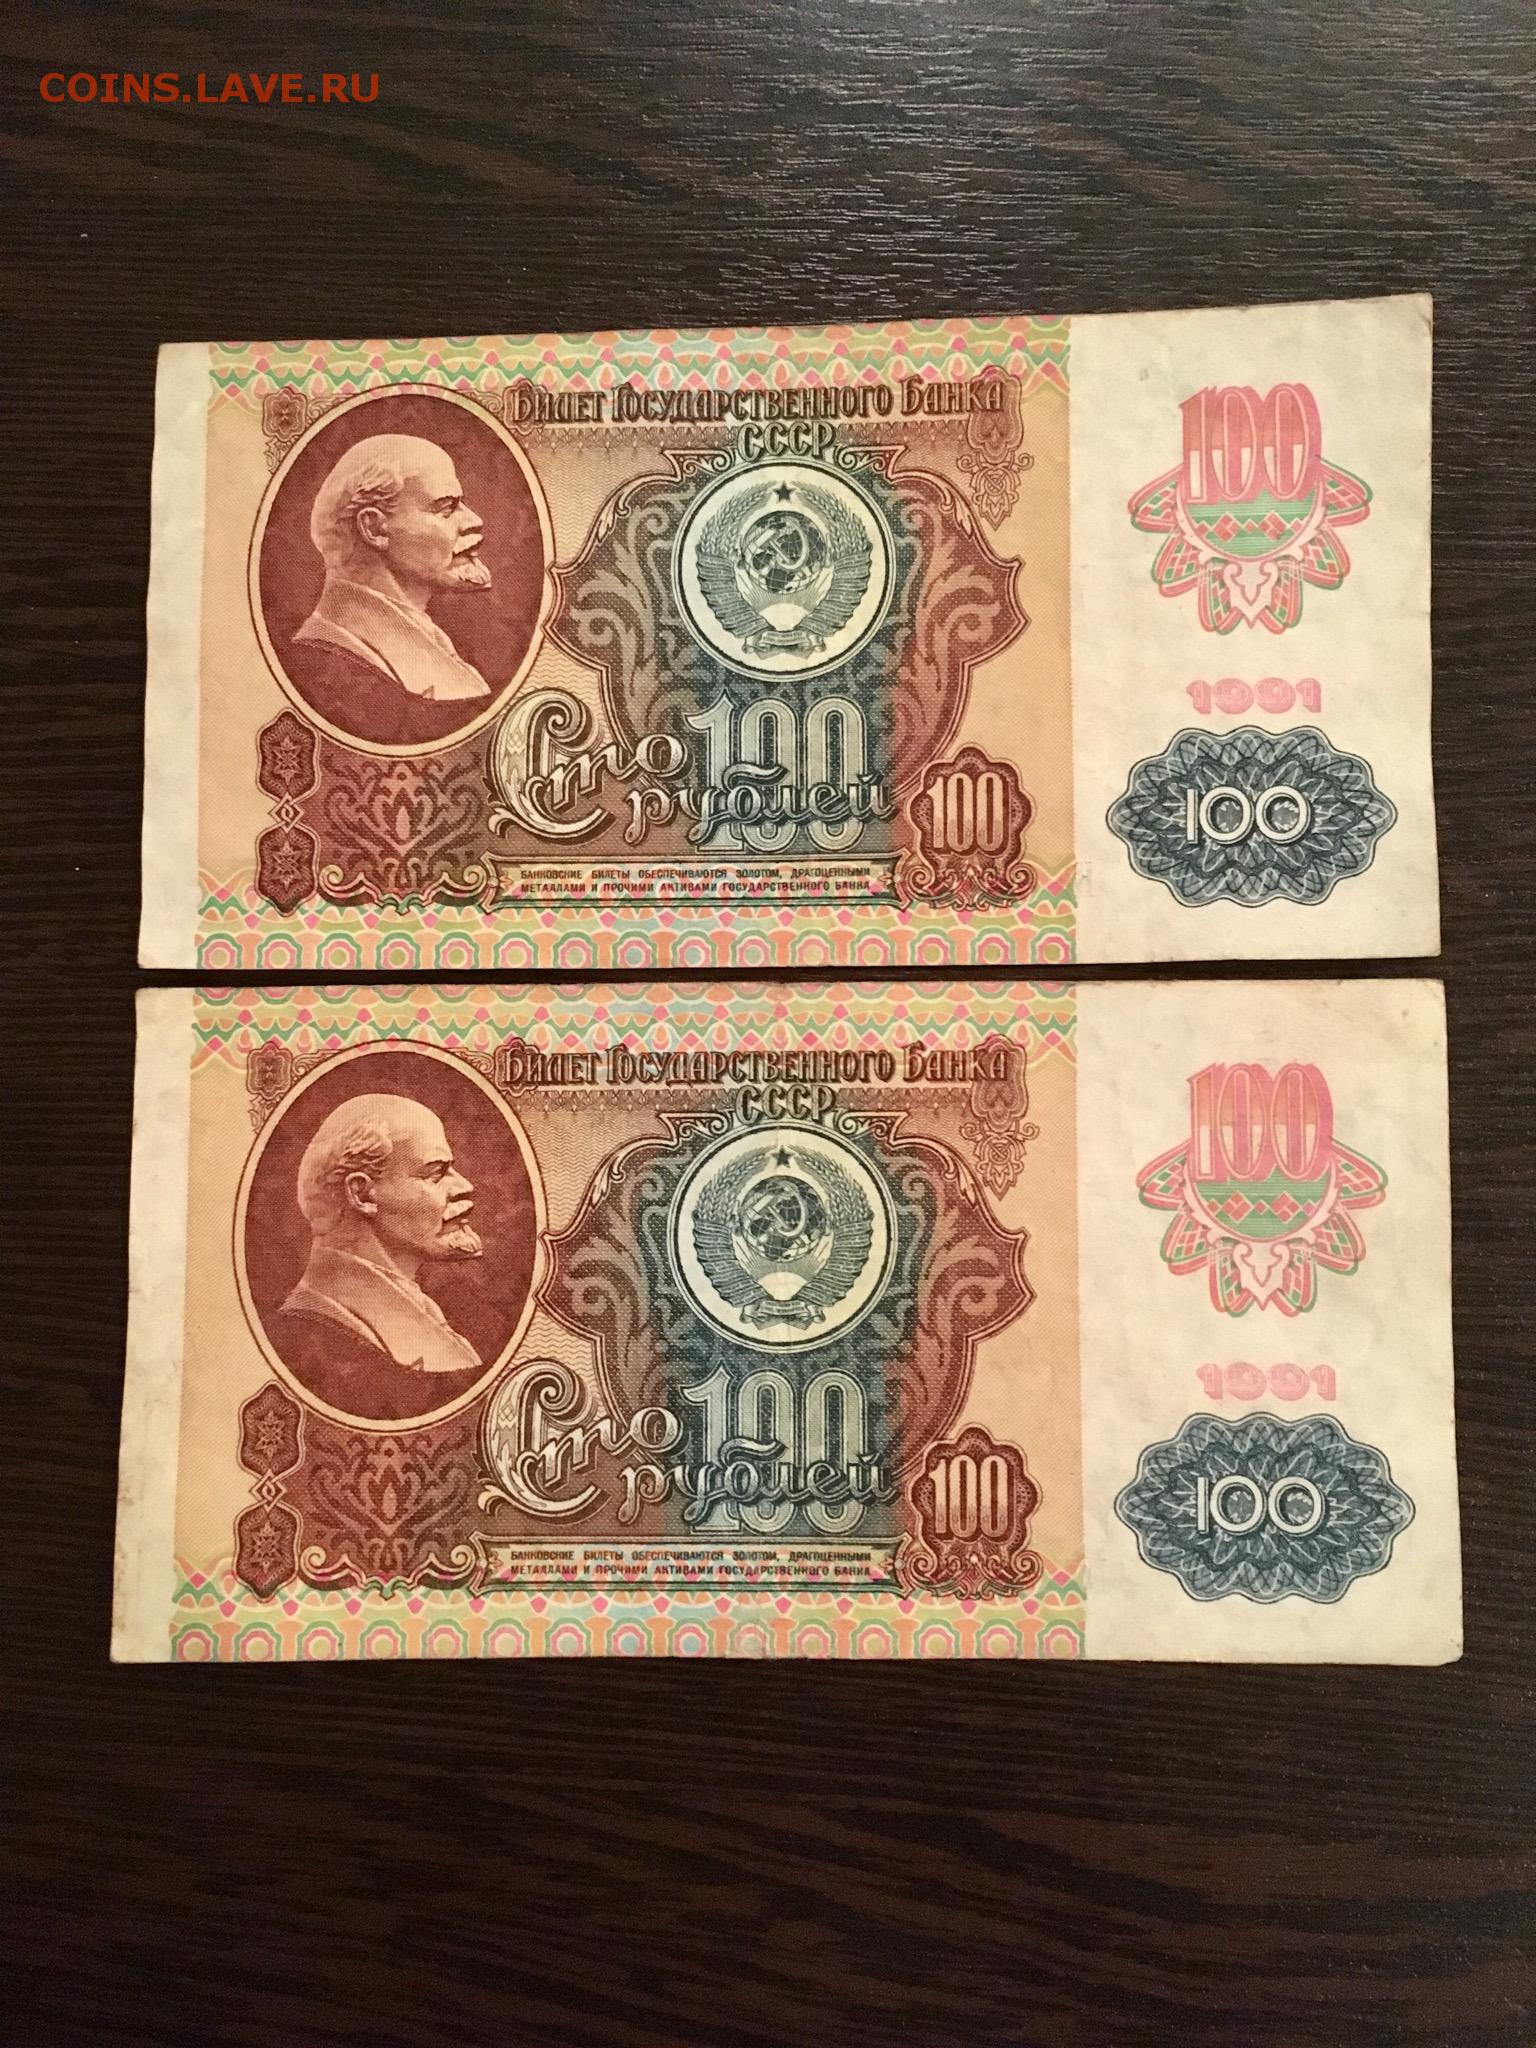 COINS.LAVE.RU
Билет Государственного Банка
СССР
100
1991
100
Сто
рублей
100
100
БАНКОВСКИЕ БИЛЕТЫ ОБЕСПЕЧИВАЮТСЯ ЗОЛОТОМ, ДРАГОЦЕННЫМИ
МЕТАЛЛАМИ И ПРОЧИМИ АКТИВАМИ ГОСУДАРСТВЕННОГО БАНКА
Билет Государственного Банка
СССР
100
1991
100
Сто
рублей
100
100
БАНКОВСКИЕ БИЛЕТЫ ОБЕСПЕЧИВАЮТСЯ ЗОЛОТОМ, ДРАГОЦЕННЫМИ
МЕТАЛЛАМИ И ПРОЧИМИ АКТИВАМИ ГОСУДАРСТВЕННОГО БАНКА